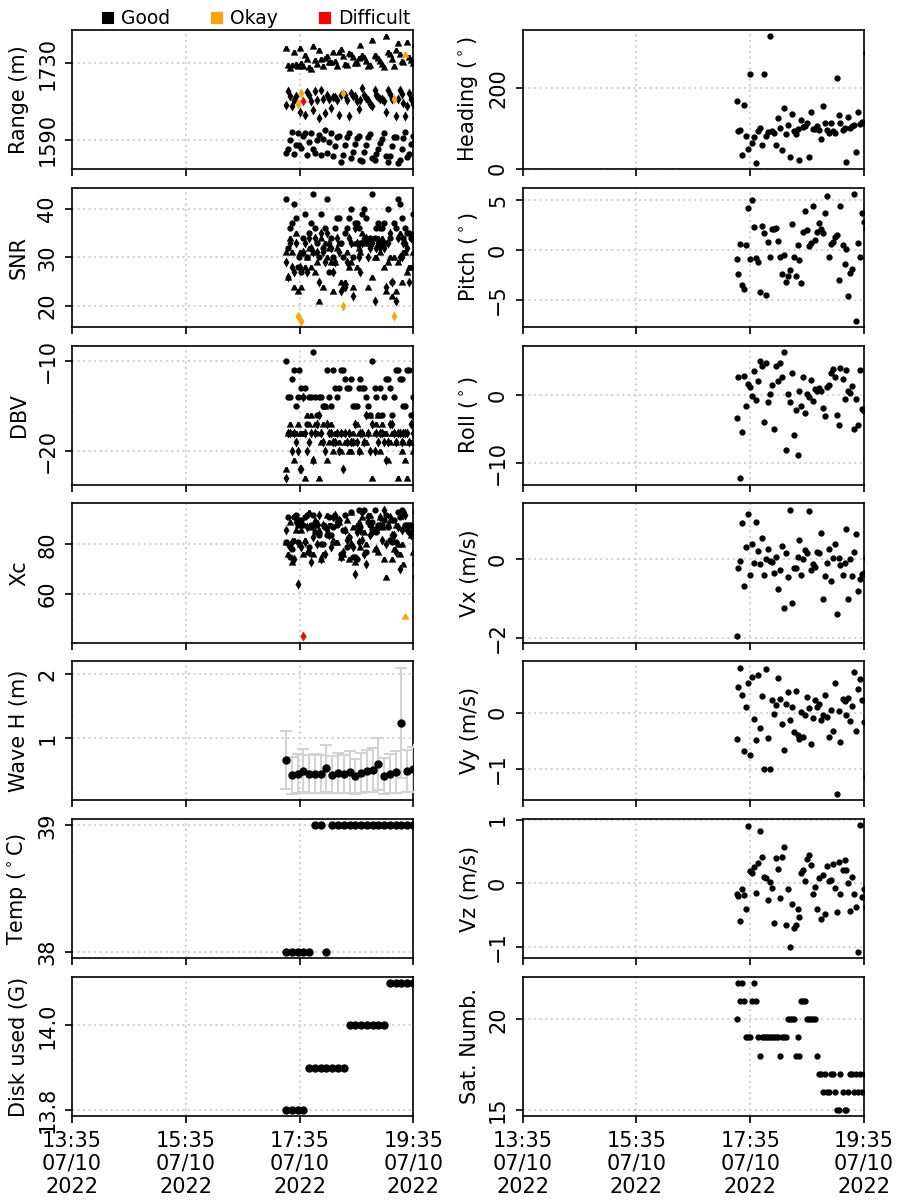 Good Okay Difficult
Range (m)
1730
1590
Heading (°)
200
0
SNR
40
30
20
Pitch (°)
5
0
−5
DBV
−10
−20
Roll (°)
0
−10
Xc
80
60
Vx (m/s)
0
−2
Wave H (m)
2
1
Vy (m/s)
0
−1
Temp (°C)
39
38
Vz (m/s)
1
0
−1
Disk used (G)
14.0
13.8
Sat. Numb.
20
15
13:35 15:35 17:35 19:35
07/10 07/10 07/10 07/10
2022 2022 2022 2022
13:35 15:35 17:35 19:35
07/10 07/10 07/10 07/10
2022 2022 2022 2022